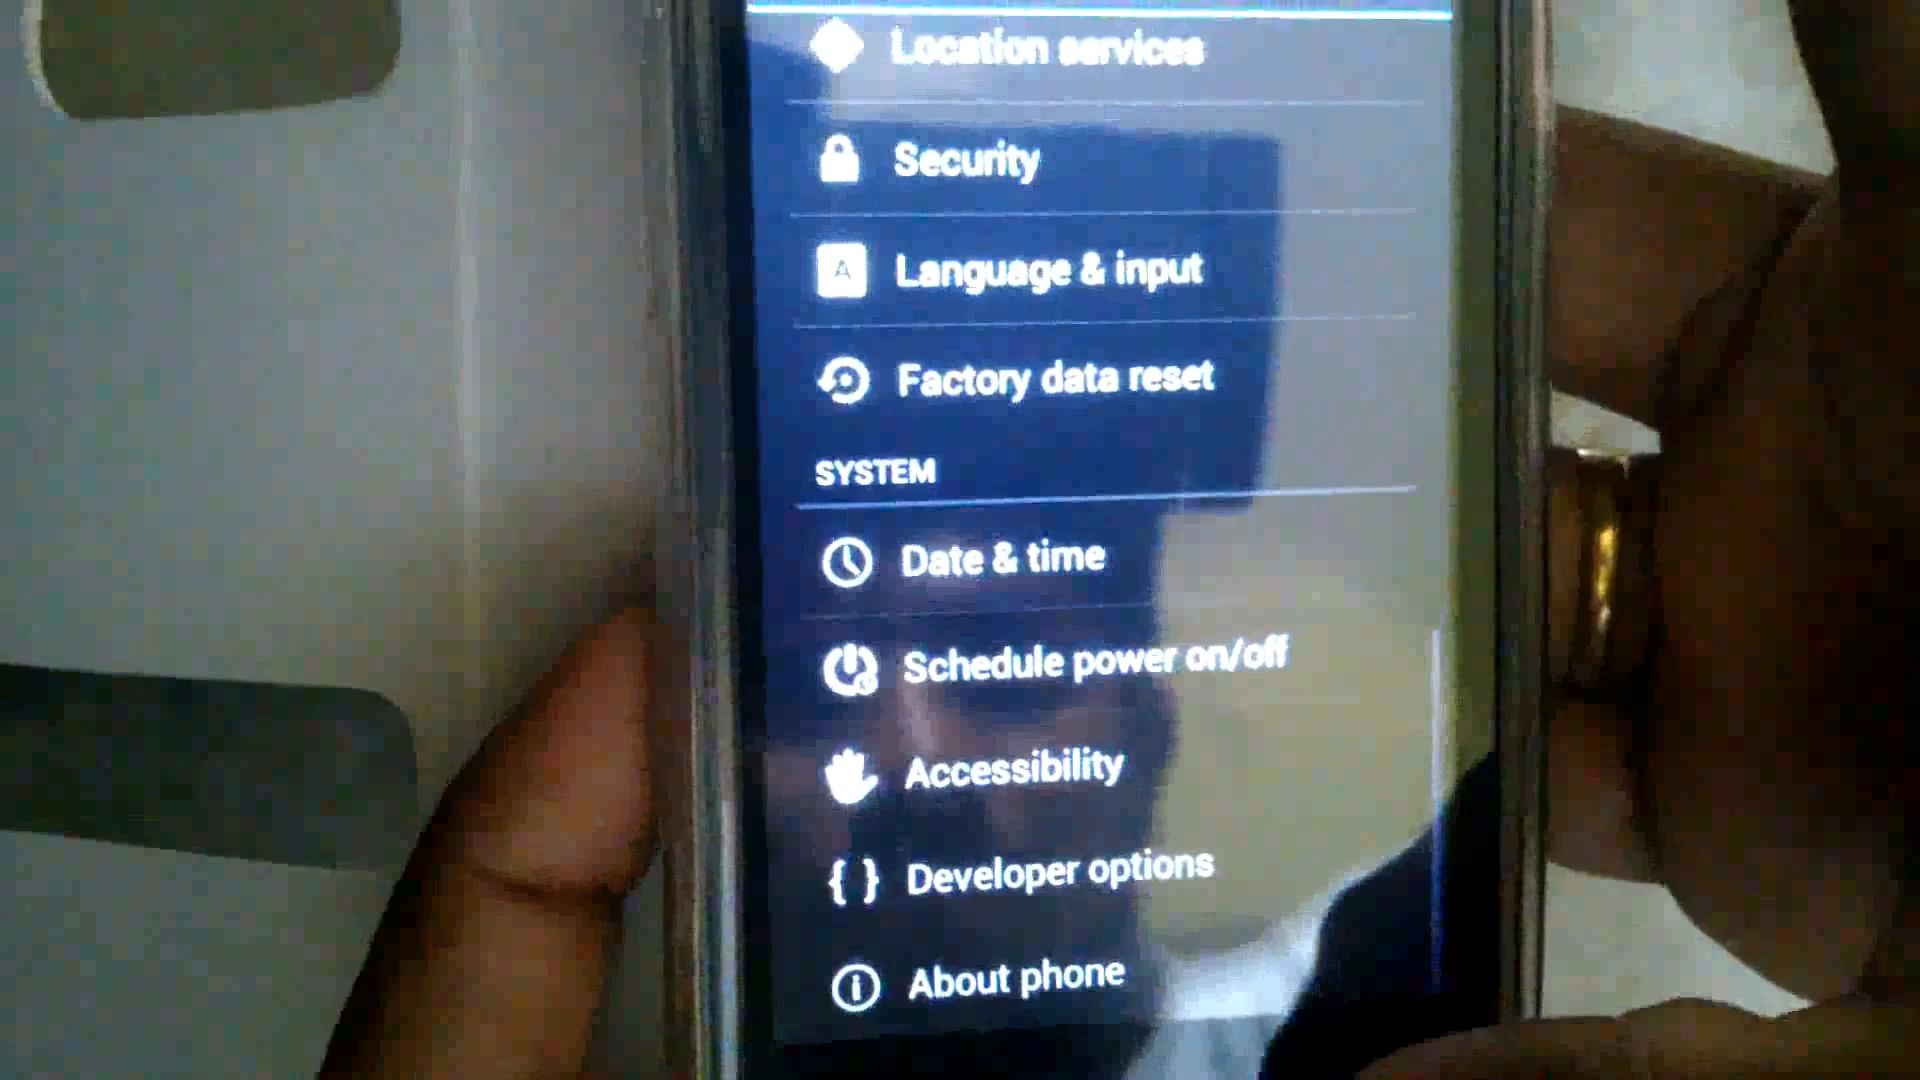 Location services
Security
A Language & input
Factory data reset
SYSTEM
Date & time
Schedule power on/off
Accessibility
{ } Developer options
About phone